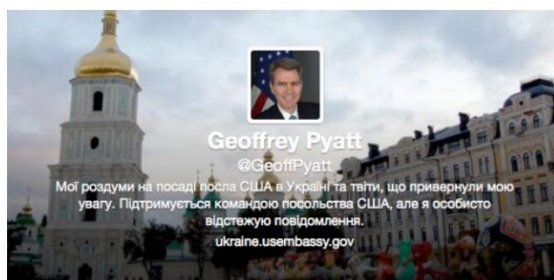 Geoffrey Pyatt
@GeoffPyatt
Мої роздуми на посаді посла США в Україні та твіти, що привернули мою
увагу. Підтримується командою посольства США, але я особисто
відстежую повідомлення.
ukraine.usembassy.gov